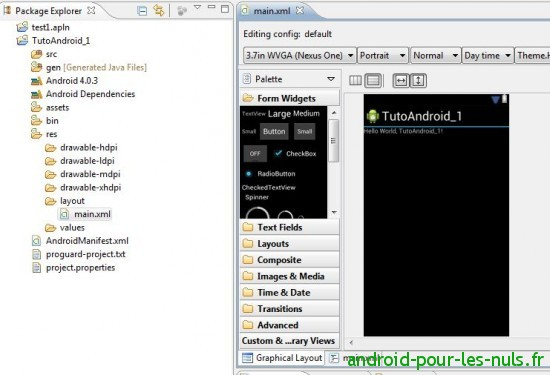 Package Explorer
test1.apln
TutoAndroid_1
src
gen [Generated Java Files]
Android 4.0.3
Android Dependencies
assets
bin
res
drawable-hdpi
drawable-ldpi
drawable-mdpi
drawable-xhdpi
layout
main.xml
values
AndroidManifest.xml
proguard-project.txt
project.properties
main.xml
Editing config: default
3.7in WVGA (Nexus One) Portrait Normal Day time Theme.H
Palette
Form Widgets
TextView Large Medium
Small Button Small
OFF CheckBox
RadioButton
CheckedTextView
Spinner
Text Fields
Layouts
Composite
Images & Media
Time & Date
Transitions
Advanced
Custom & ...rary Views
Graphical Layout
TutoAndroid_1
Hello World, TutoAndroid_1!
android-pour-les-nuls.fr